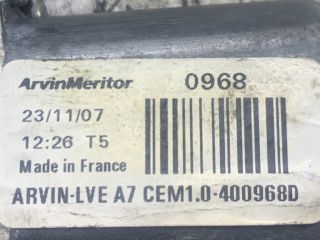 ArvinMeritor 0968
23/11/07
12:26 T5
Made in France
ARVIN-LVE A7 CEM1.0-400968D